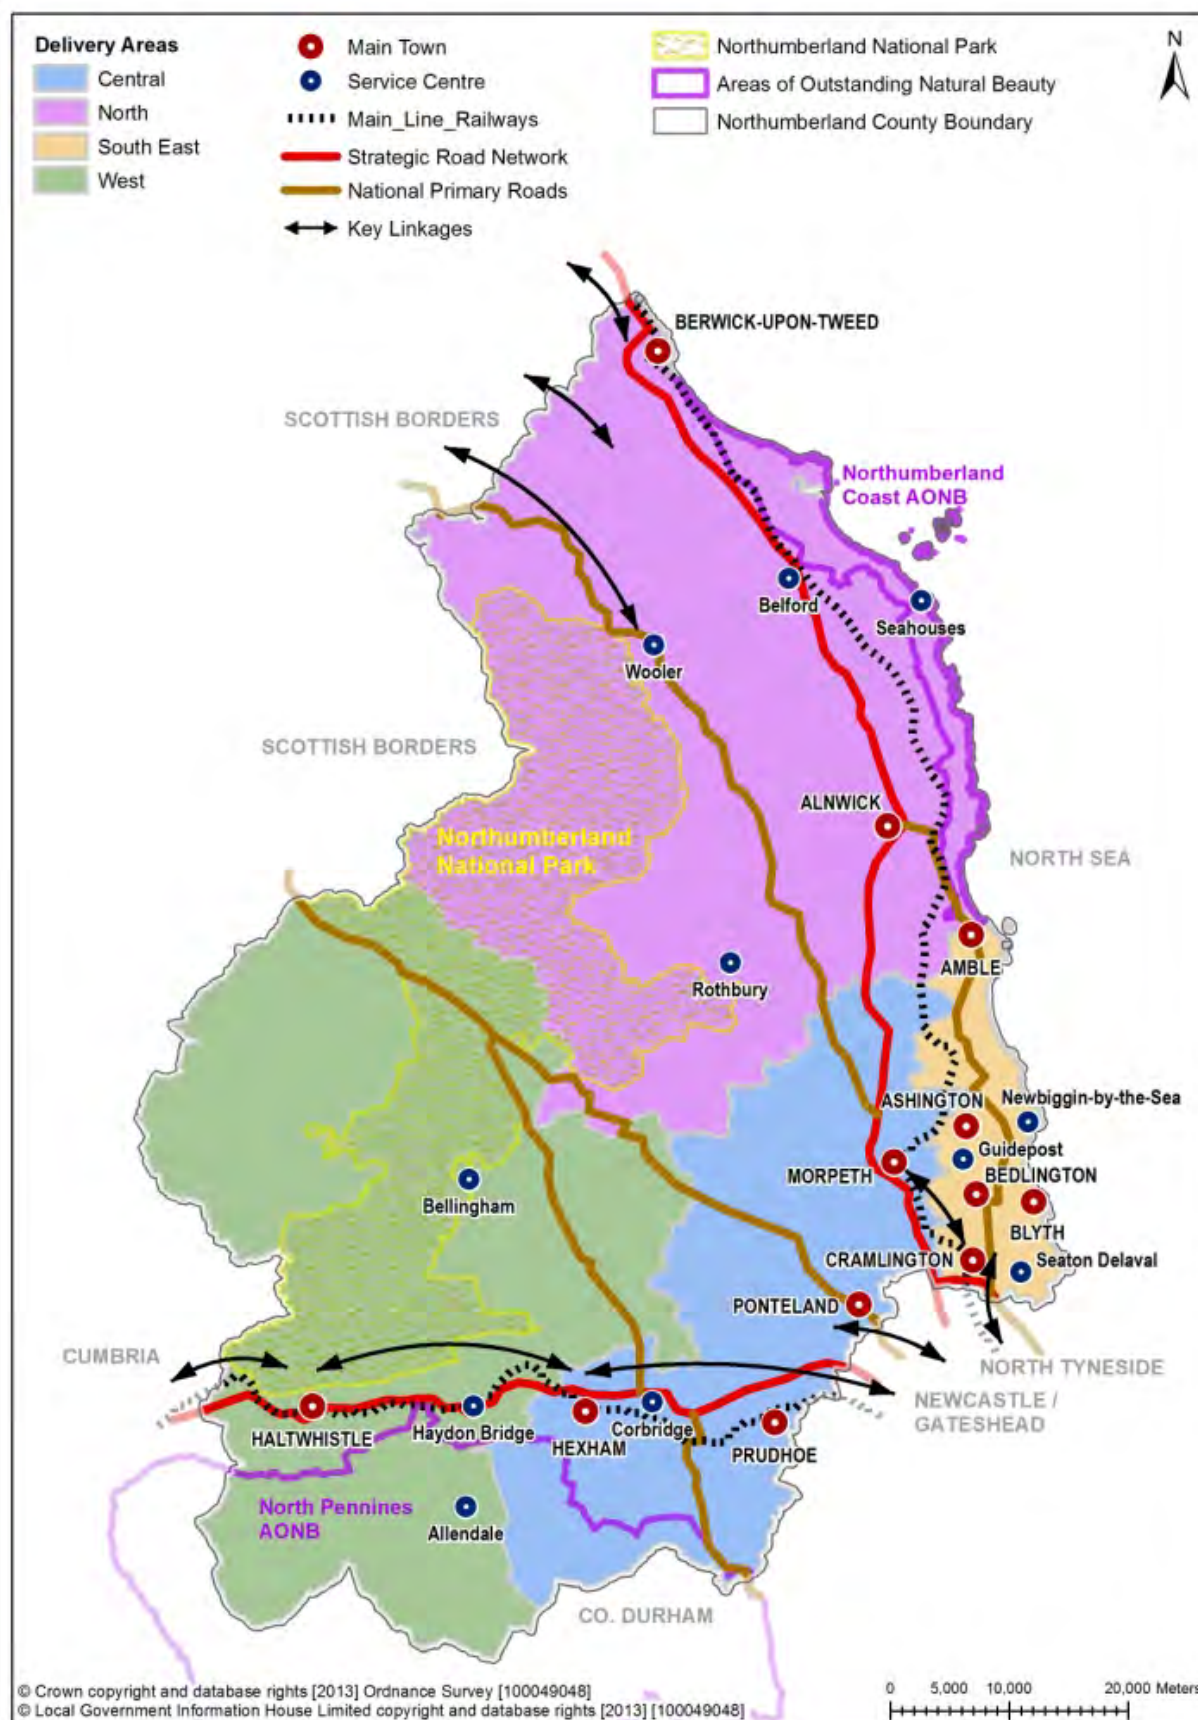 Delivery Areas
Central
North
South East
West
Main Town
Service Centre
Main_Line_Railways
Strategic Road Network
National Primary Roads
Key Linkages
Northumberland National Park
Areas of Outstanding Natural Beauty
Northumberland County Boundary
N
BERWICK-UPON-TWEED
SCOTTISH BORDERS
Northumberland
Coast AONB
Belford
Seahouses
Wooler
SCOTTISH BORDERS
ALNWICK
Northumberland
National Park
NORTH SEA
AMBLE
Rothbury
ASHINGTON
Newbiggin-by-the-Sea
Guidepost
MORPETH
BEDLINGTON
Bellingham
BLYTH
CRAMLINGTON
Seaton Delaval
PONTELAND
CUMBRIA
NORTH TYNESIDE
NEWCASTLE /
GATESHEAD
HALTWHISTLE
Haydon Bridge
HEXHAM
Corbridge
PRUDHOE
North Pennines
AONB
Allendale
CO. DURHAM
© Crown copyright and database rights [2013] Ordnance Survey [100049048]
© Local Government Information House Limited copyright and database rights [2013] [100049048]
0 5,000 10,000 20,000 Meters